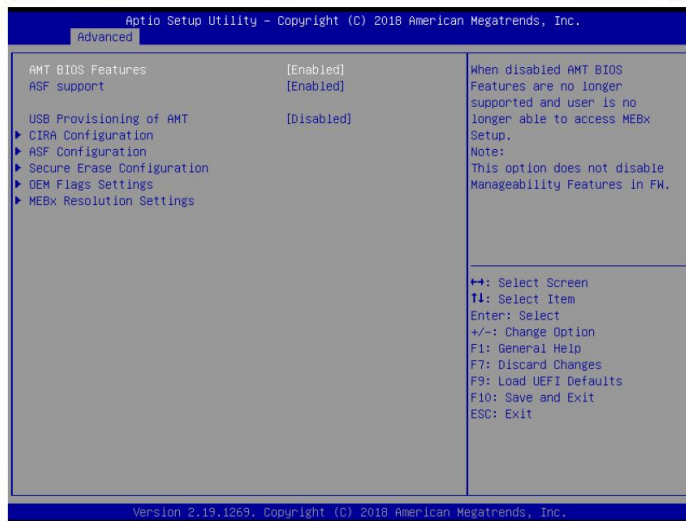 Aptio Setup Utility – Copyright (C) 2018 American Megatrends, Inc.
Advanced
AMT BIOS Features [Enabled]
ASF support [Enabled]
USB Provisioning of AMT [Disabled]
CIRA Configuration
ASF Configuration
Secure Erase Configuration
OEM Flags Settings
MEBx Resolution Settings
When disabled AMT BIOS
Features are no longer
supported and user is no
longer able to access MEBx
Setup.
Note:
This option does not disable
Manageability Features in FW.
↔: Select Screen
↑↓: Select Item
Enter: Select
+/-: Change Option
F1: General Help
F7: Discard Changes
F9: Load UEFI Defaults
F10: Save and Exit
ESC: Exit
Version 2.19.1269. Copyright (C) 2018 American Megatrends, Inc.